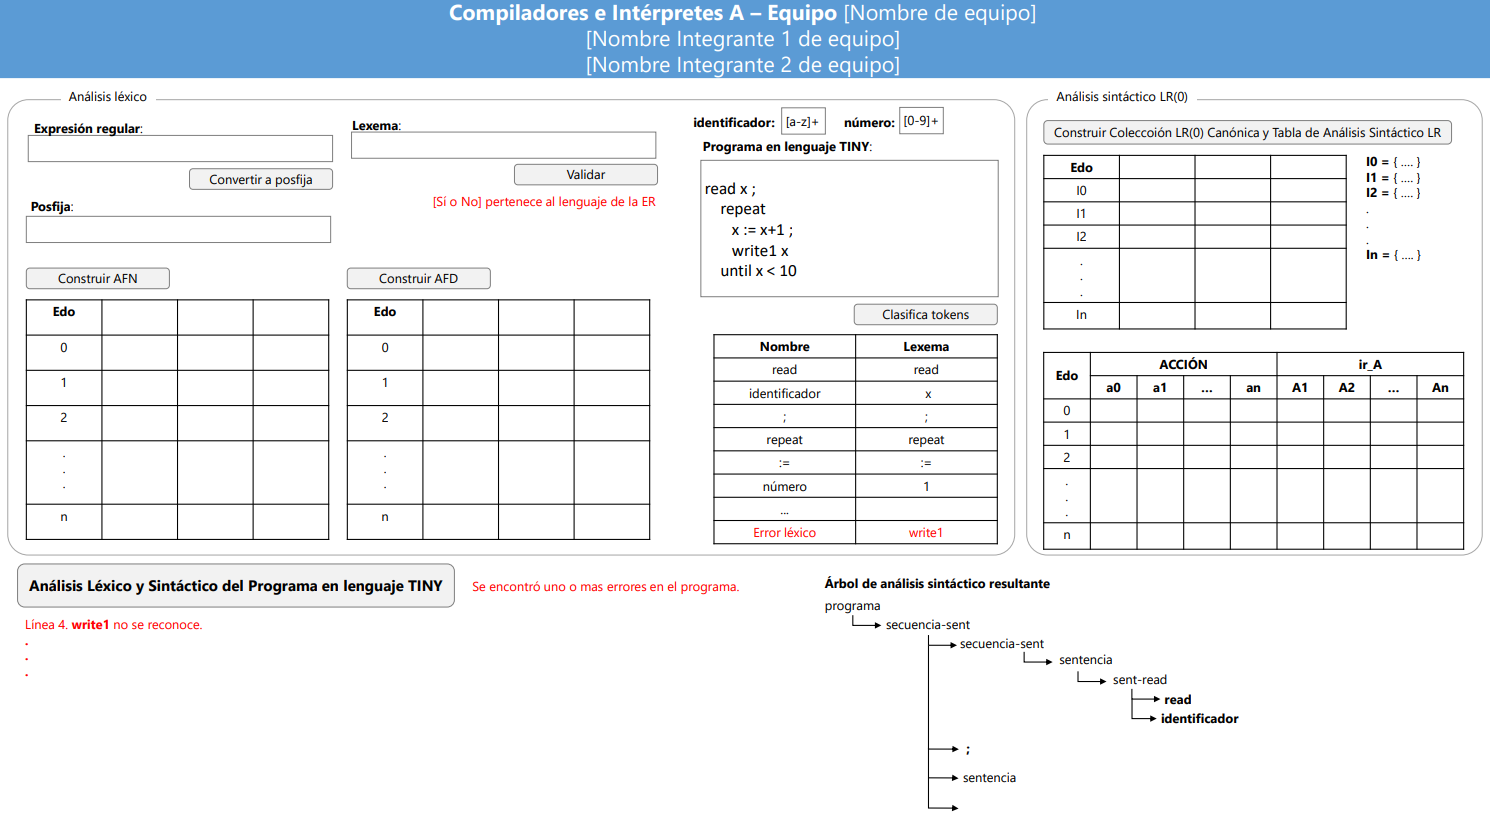 Compiladores e Intérpretes A – Equipo [Nombre de equipo]
[Nombre Integrante 1 de equipo]
[Nombre Integrante 2 de equipo]
Análisis léxico
Expresión regular:
Convertir a posfija
Posfija:
Lexema:
Validar
[Sí o No] pertenece al lenguaje de la ER
Construir AFN
Edo
0
1
2
.
.
.
n
Construir AFD
Edo
0
1
2
.
.
.
n
identificador: [a-z]+ número: [0-9]+
Programa en lenguaje TINY:
read x ;
repeat
x := x+1 ;
write1 x
until x < 10
Clasifica tokens
Nombre Lexema
read read
identificador x
; ;
repeat repeat
:= :=
número 1
...
Error léxico write1
Análisis sintáctico LR(0)
Construir Coleccoión LR(0) Canónica y Tabla de Análisis Sintáctico LR
Edo
I0
I1
I2
.
.
.
In
I0 = { .... }
I1 = { .... }
I2 = { .... }
.
.
.
In = { .... }
Edo ACCIÓN ir_A
a0 a1 ... an A1 A2 ... An
0
1
2
.
.
.
n
Análisis Léxico y Sintáctico del Programa en lenguaje TINY
Se encontró uno o mas errores en el programa.
Línea 4. write1 no se reconoce.
.
.
.
Árbol de análisis sintáctico resultante
programa
secuencia-sent
secuencia-sent
sentencia
sent-read
read
identificador
;
sentencia